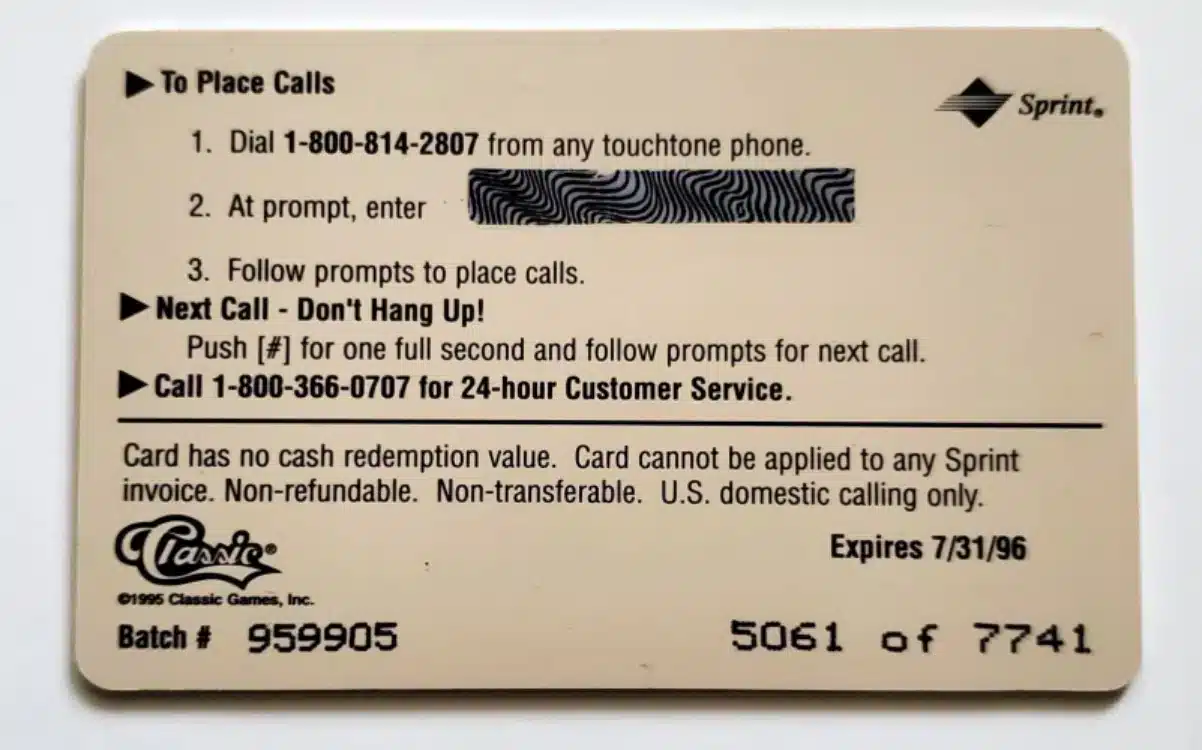 To Place Calls
Sprint®
1. Dial 1-800-814-2807 from any touchtone phone.
2. At prompt, enter
3. Follow prompts to place calls.
Next Call - Don't Hang Up!
Push [#] for one full second and follow prompts for next call.
Call 1-800-366-0707 for 24-hour Customer Service.
Card has no cash redemption value. Card cannot be applied to any Sprint
invoice. Non-refundable. Non-transferable. U.S. domestic calling only.
Classic®
Expires 7/31/96
©1995 Classic Games, Inc.
Batch # 959905
5061 of 7741